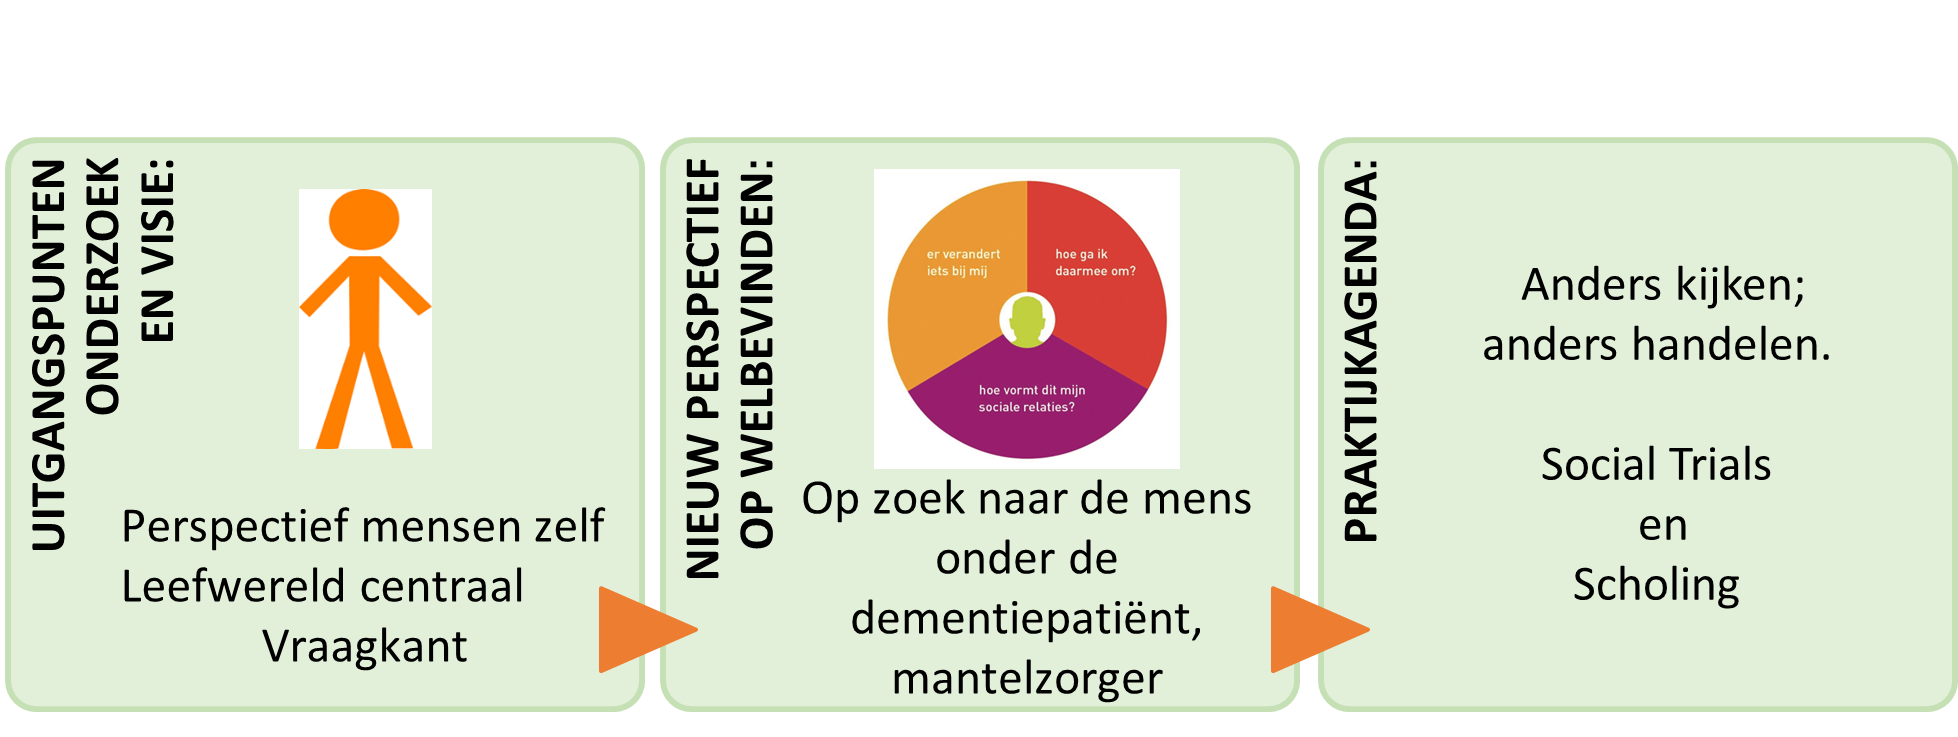 UITGANGSPUNTEN
ONDERZOEK
EN VISIE:
Perspectief mensen zelf
Leefwereld centraal
Vraagkant
NIEUW PERSPECTIEF
OP WELBEVINDEN:
er verandert
iets bij mij
hoe ga ik
daarmee om?
hoe vormt dit mijn
sociale relaties?
Op zoek naar de mens
onder de
dementiepatiënt,
mantelzorger
PRAKTIJKAGENDA:
Anders kijken;
anders handelen.
Social Trials
en
Scholing